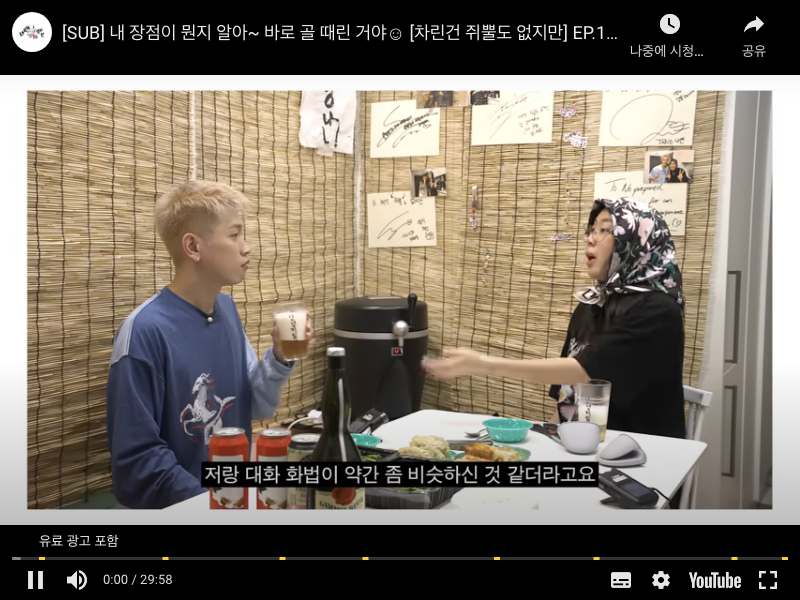 [SUB] 내 장점이 뭔지 알아~ 바로 골 때린 거야☺ [차린건 쥐뿔도 없지만] EP.1...
나중에 시청...
공유
To No prepared
저랑 대화 화법이 약간 좀 비슷하신 것 같더라고요
유료 광고 포함
0:00 / 29:58
YouTube